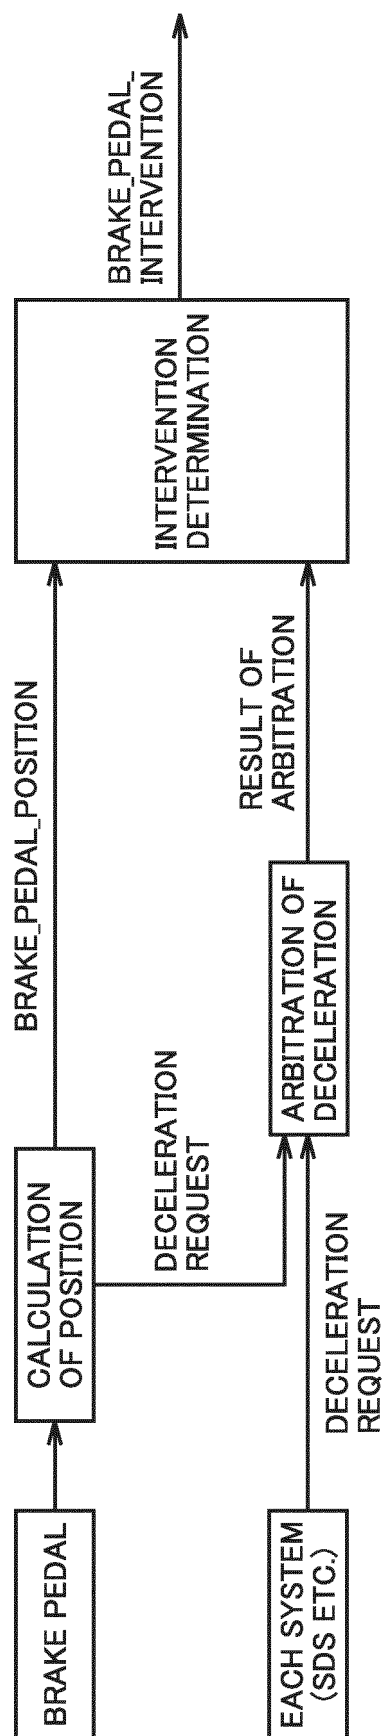 BRAKE PEDAL
CALCULATION
OF POSITION
BRAKE_PEDAL_POSITION
DECELERATION
REQUEST
EACH SYSTEM
(SDS ETC.)
DECELERATION
REQUEST
ARBITRATION OF
DECELERATION
RESULT OF
ARBITRATION
INTERVENTION
DETERMINATION
BRAKE_PEDAL_
INTERVENTION